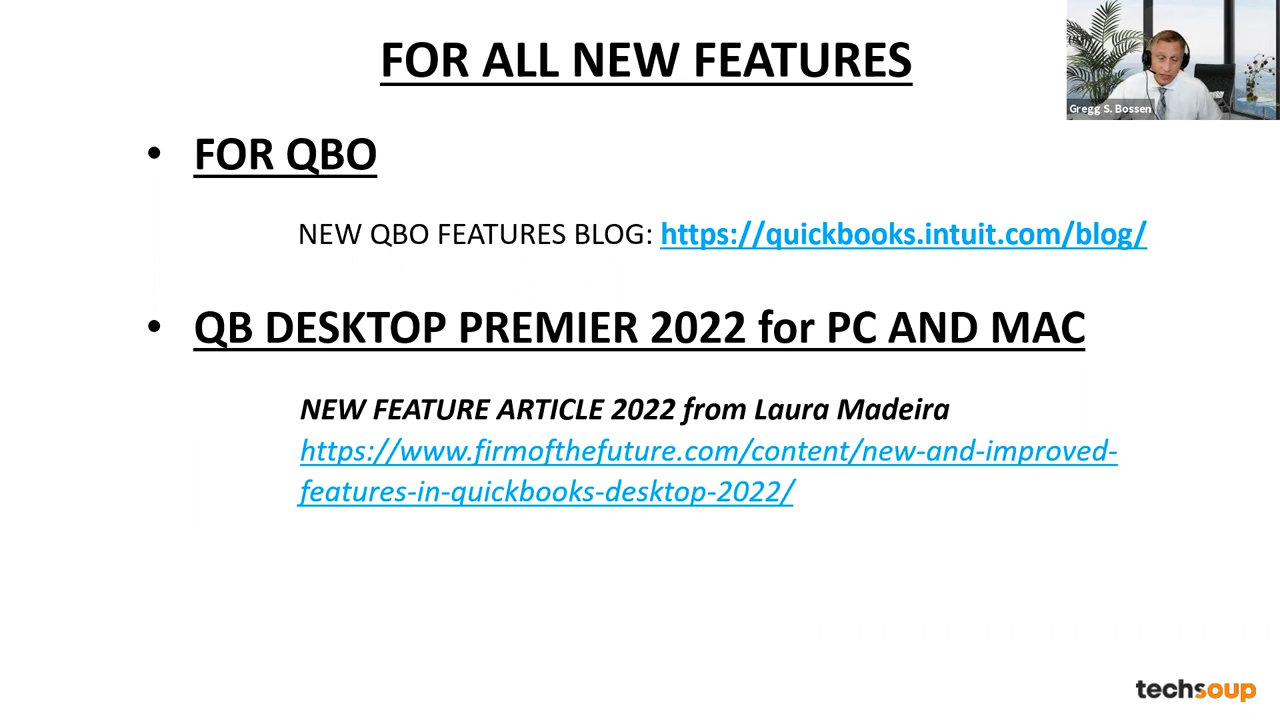 FOR ALL NEW FEATURES
Gregg S. Bossen
• FOR QBO
NEW QBO FEATURES BLOG: https://quickbooks.intuit.com/blog/
• QB DESKTOP PREMIER 2022 for PC AND MAC
NEW FEATURE ARTICLE 2022 from Laura Madeira
https://www.firmofthefuture.com/content/new-and-improved-
features-in-quickbooks-desktop-2022/
techsoup